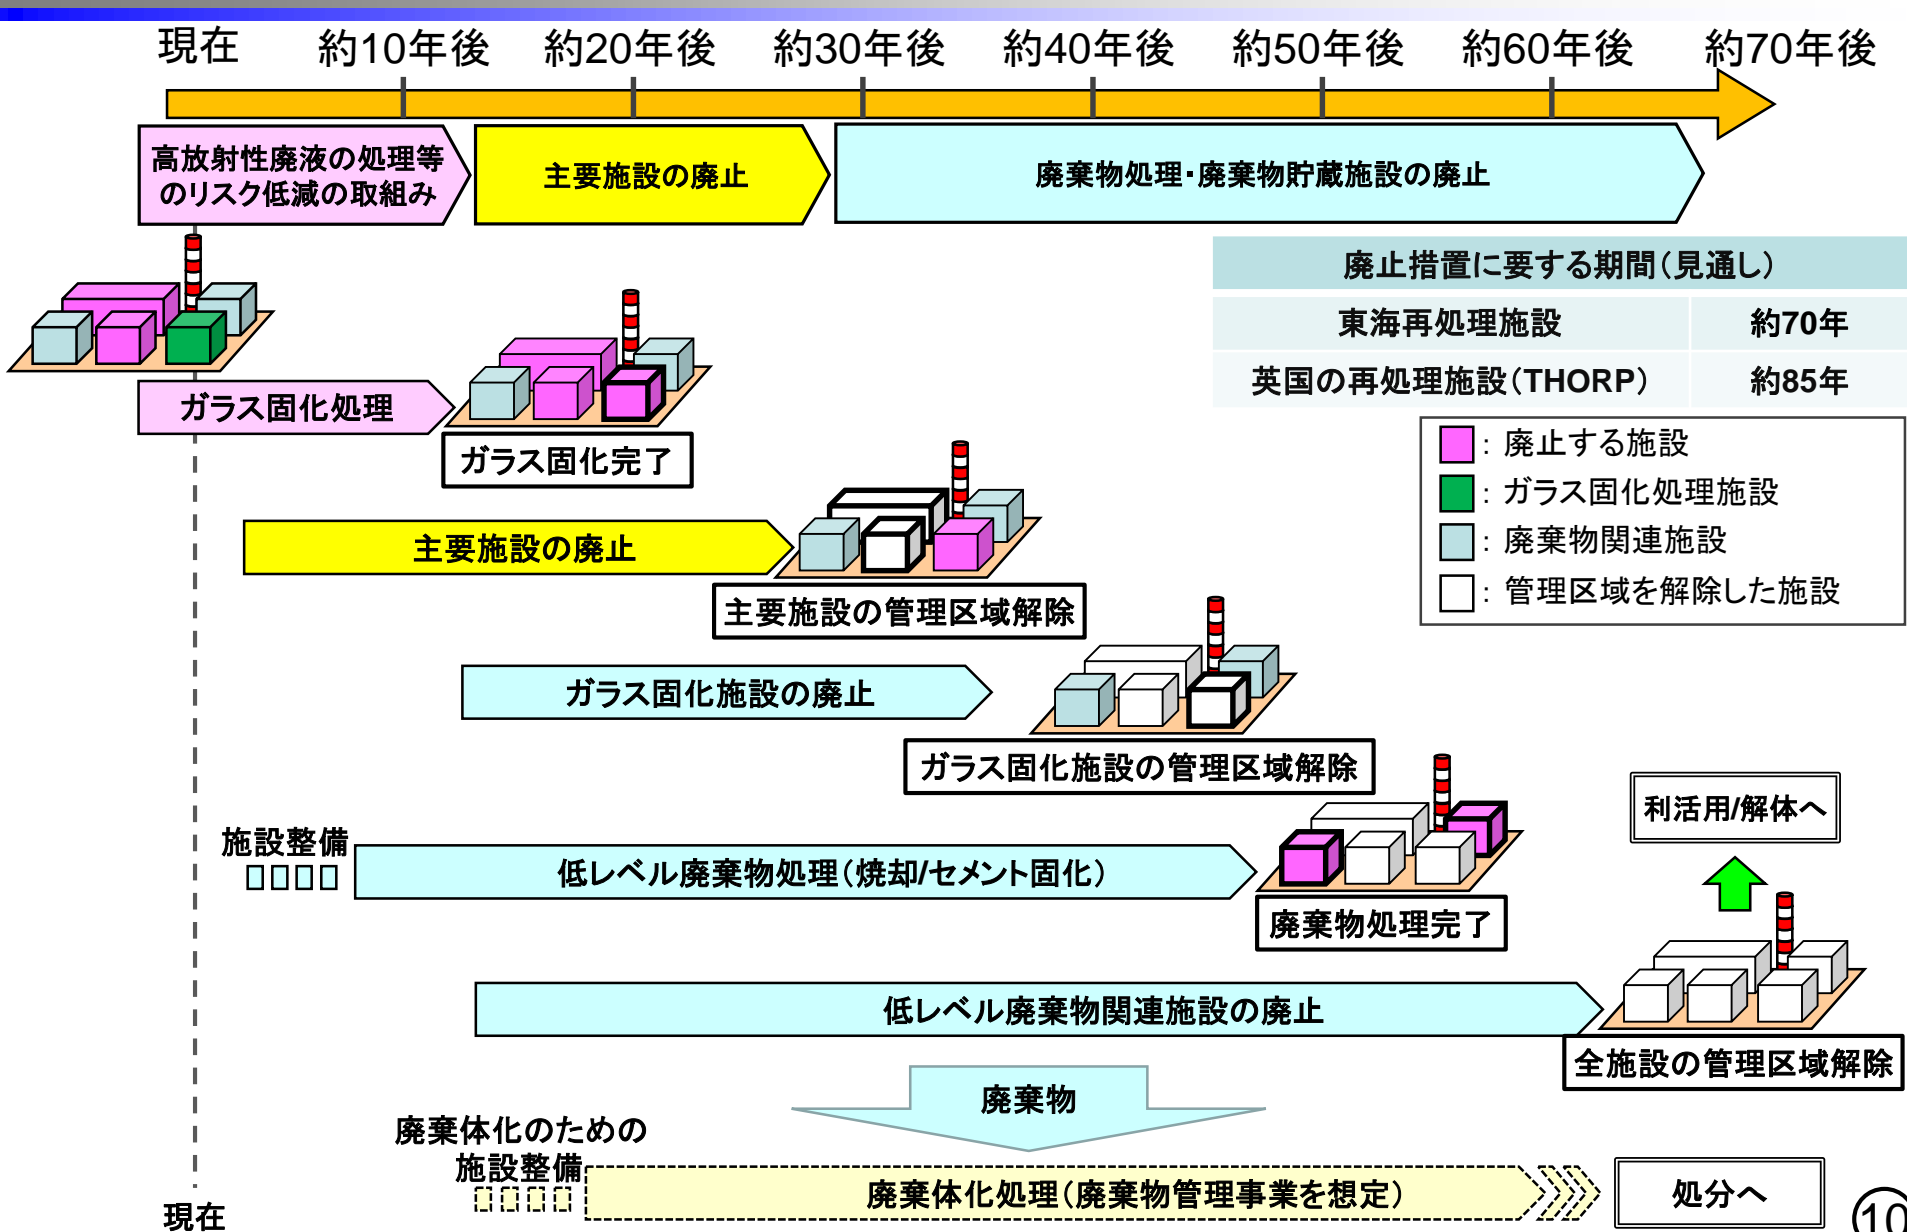 現在 約10年後 約20年後 約30年後 約40年後 約50年後 約60年後 約70年後
高放射性廃液の処理等
のリスク低減の取組み
主要施設の廃止
廃棄物処理・廃棄物貯蔵施設の廃止
廃止措置に要する期間(見通し)
東海再処理施設 約70年
英国の再処理施設(THORP) 約85年
ガラス固化処理
ガラス固化完了
: 廃止する施設
: ガラス固化処理施設
: 廃棄物関連施設
: 管理区域を解除した施設
主要施設の廃止
主要施設の管理区域解除
ガラス固化施設の廃止
ガラス固化施設の管理区域解除
施設整備
低レベル廃棄物処理(焼却/セメント固化)
廃棄物処理完了
利活用/解体へ
低レベル廃棄物関連施設の廃止
全施設の管理区域解除
廃棄物
廃棄体化のための
施設整備
廃棄体化処理(廃棄物管理事業を想定)
処分へ
現在
10